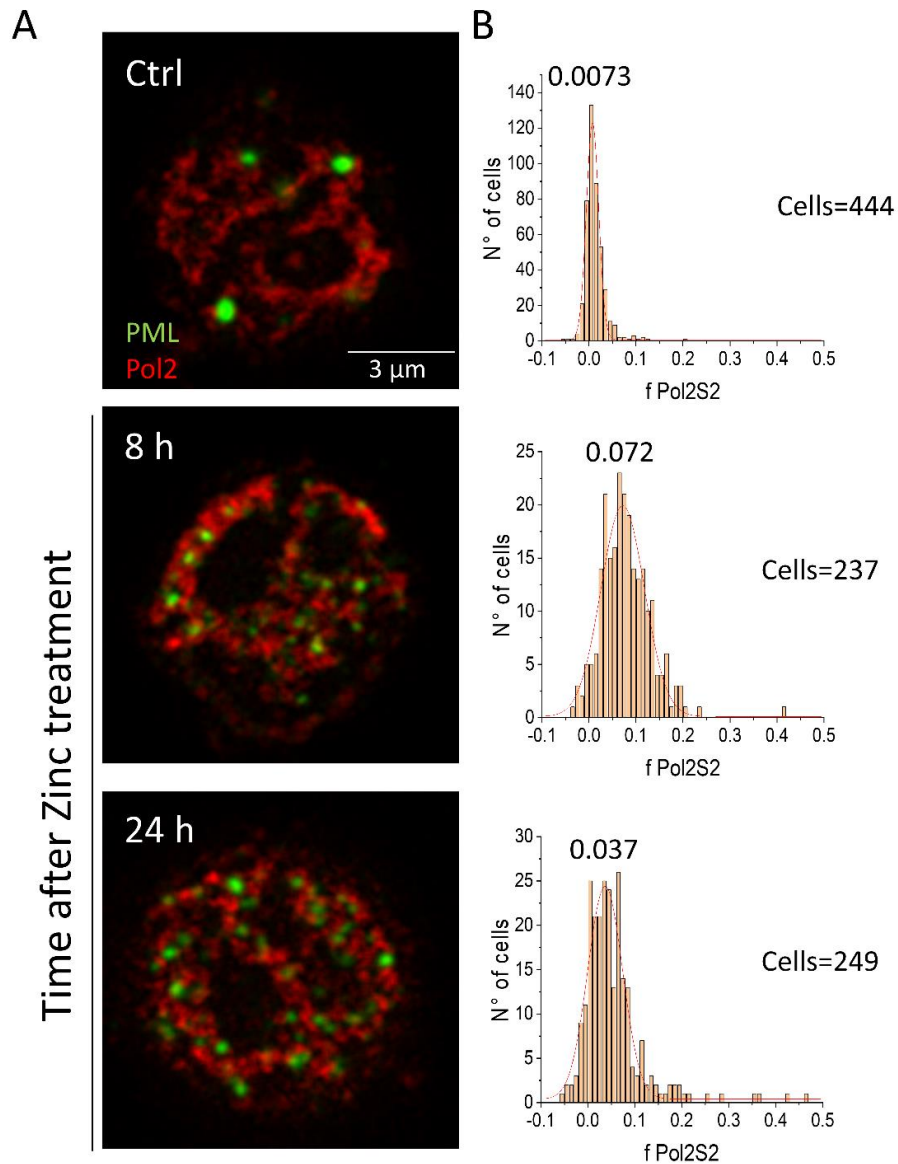 A
B
Ctrl
PML
Pol2
3 µm
0.0073
Cells=444
N° of cells
140
120
100
80
60
40
20
0
-0.1 0.0 0.1 0.2 0.3 0.4 0.5
f Pol2S2
Time after Zinc treatment
8 h
0.072
Cells=237
N° of cells
25
20
15
10
5
0
-0.1 0.0 0.1 0.2 0.3 0.4 0.5
f Pol2S2
24 h
0.037
Cells=249
N° of cells
30
25
20
15
10
5
0
-0.1 0.0 0.1 0.2 0.3 0.4 0.5
f Pol2S2